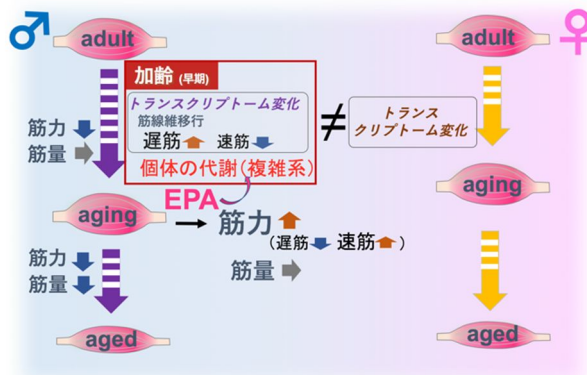 ♂
adult
加齢 (早期)
トランスクリプトーム変化
筋線維移行
遅筋 速筋
個体の代謝(複雑系)
筋力
筋量
≠
トランス
クリプトーム変化
♀
adult
aging
EPA
筋力
(遅筋 速筋 )
筋量
aging
筋力
筋量
aged
aged